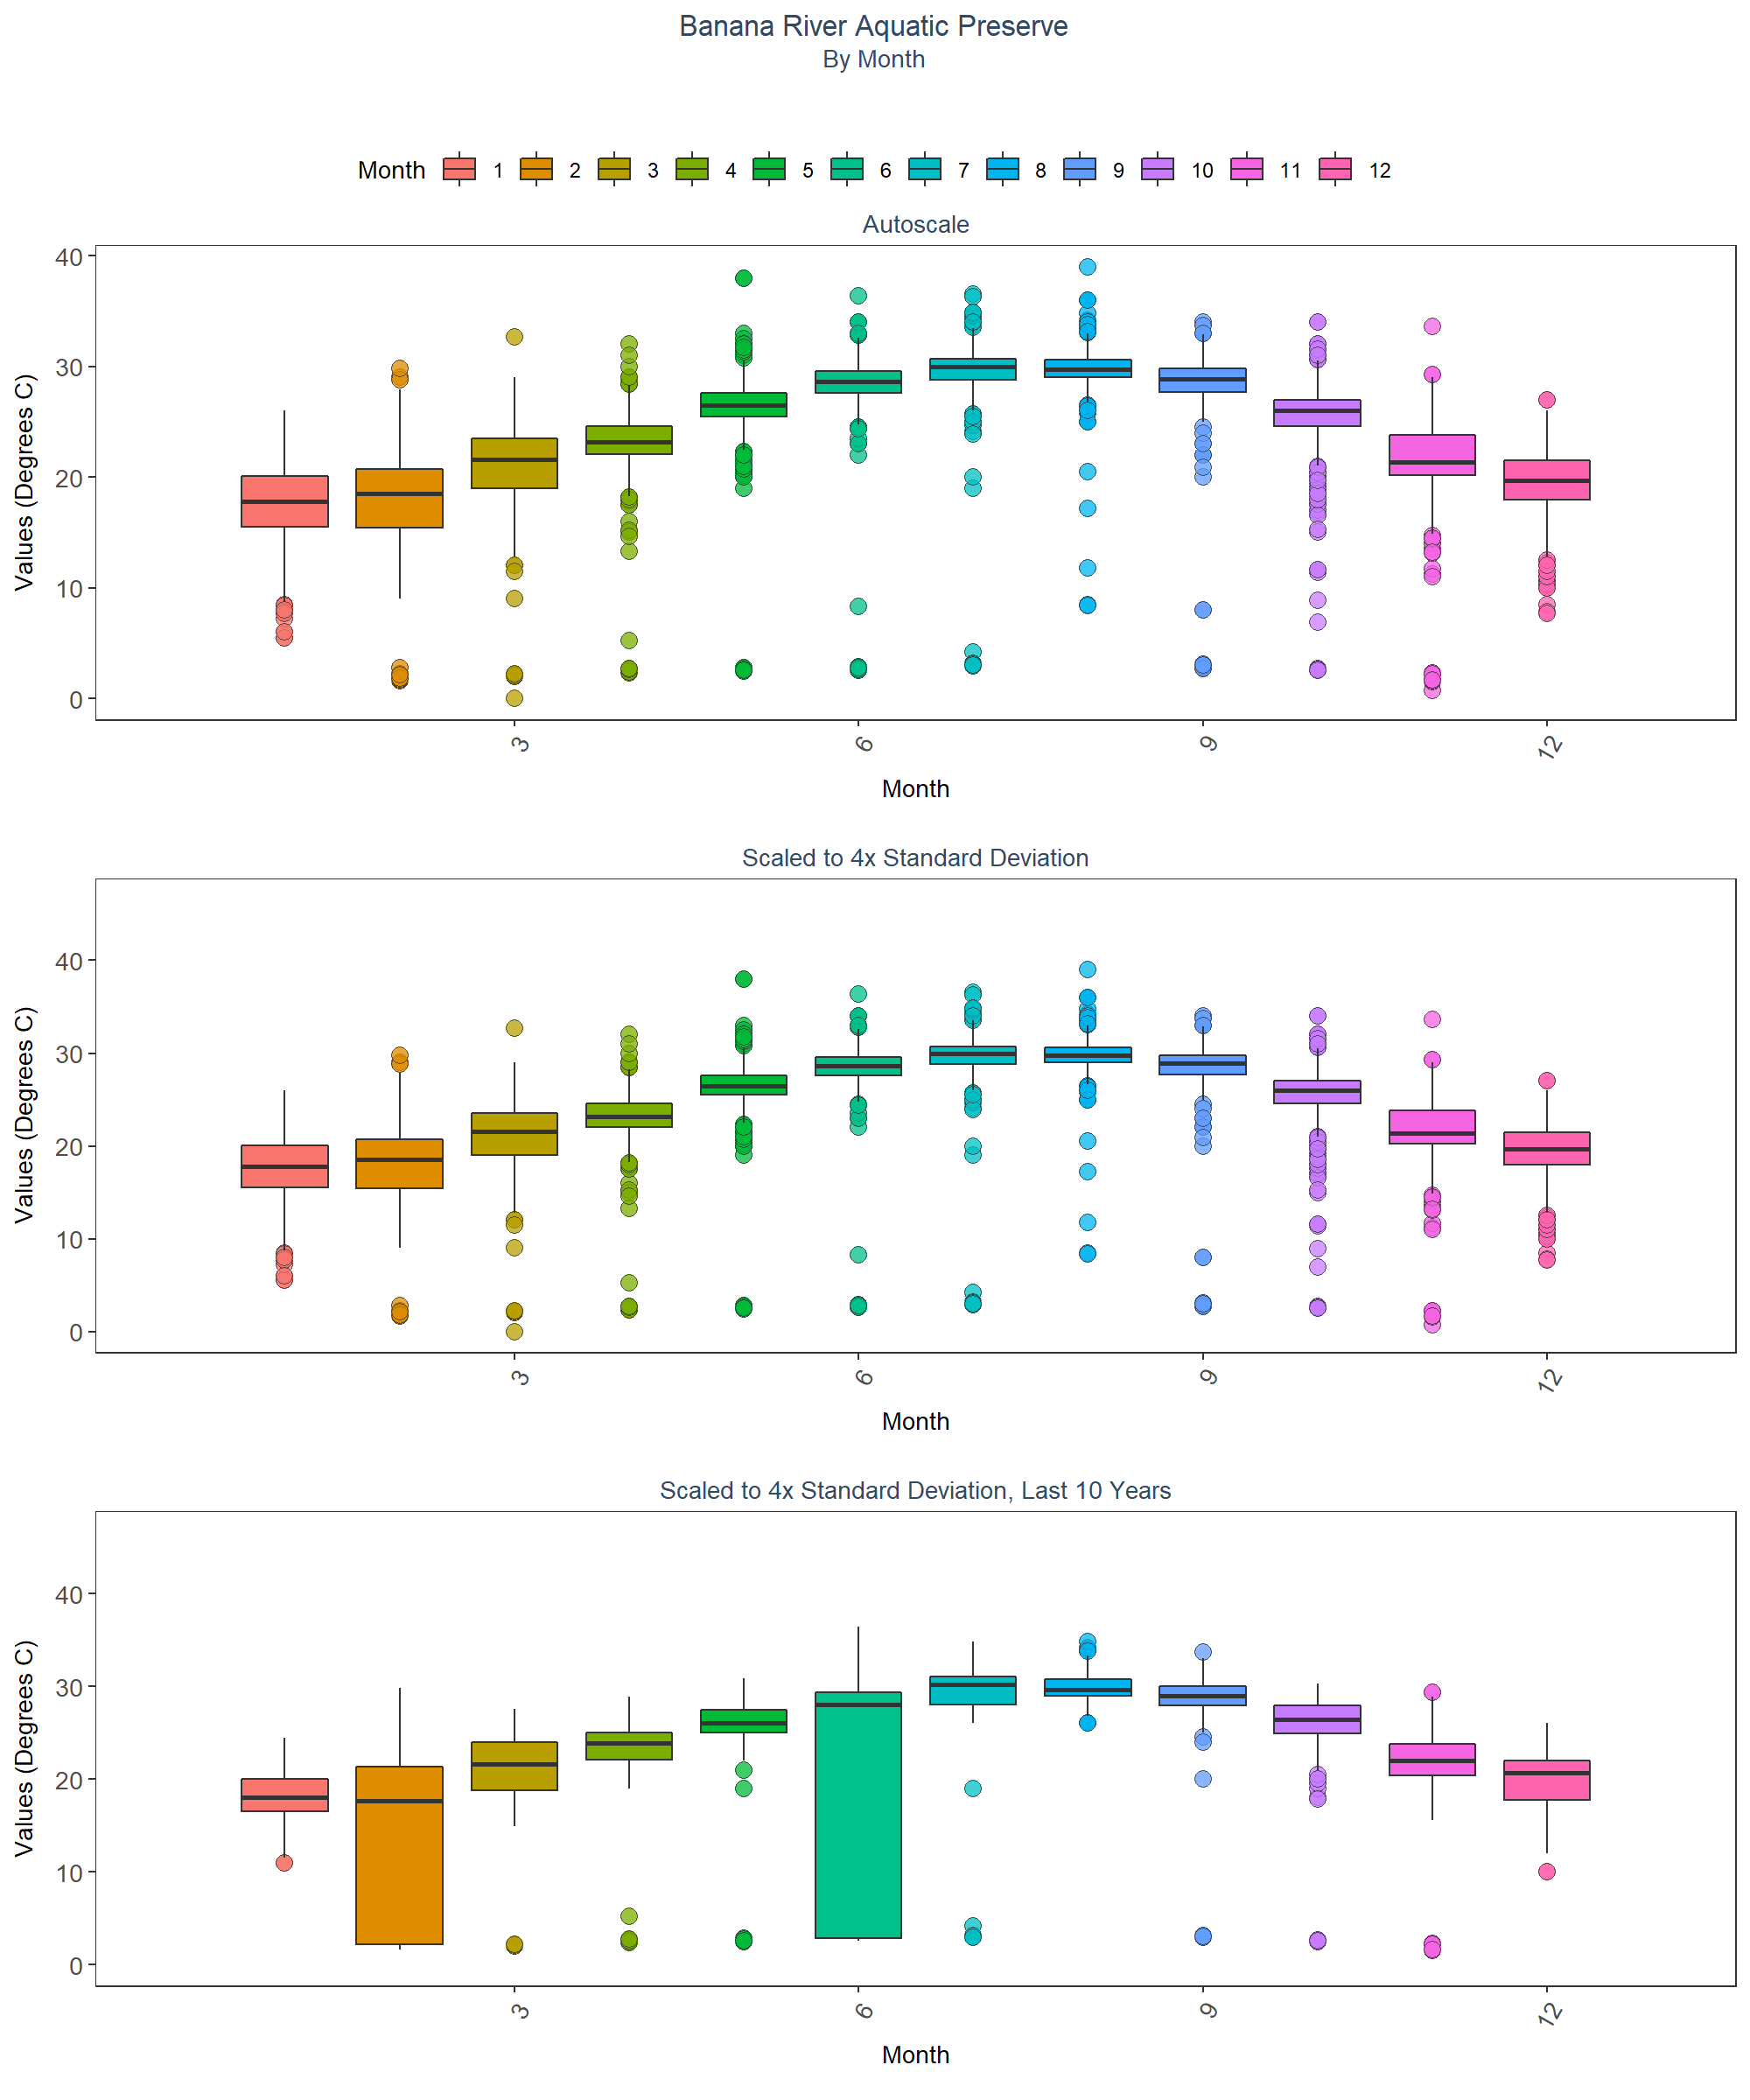 Banana River Aquatic Preserve
By Month
Month 1 2 3 4 5 6 7 8 9 10 11 12
Autoscale
Values (Degrees C)
40
30
20
10
0
3 6 9 12
Month
Scaled to 4x Standard Deviation
Values (Degrees C)
40
30
20
10
0
3 6 9 12
Month
Scaled to 4x Standard Deviation, Last 10 Years
Values (Degrees C)
40
30
20
10
0
3 6 9 12
Month